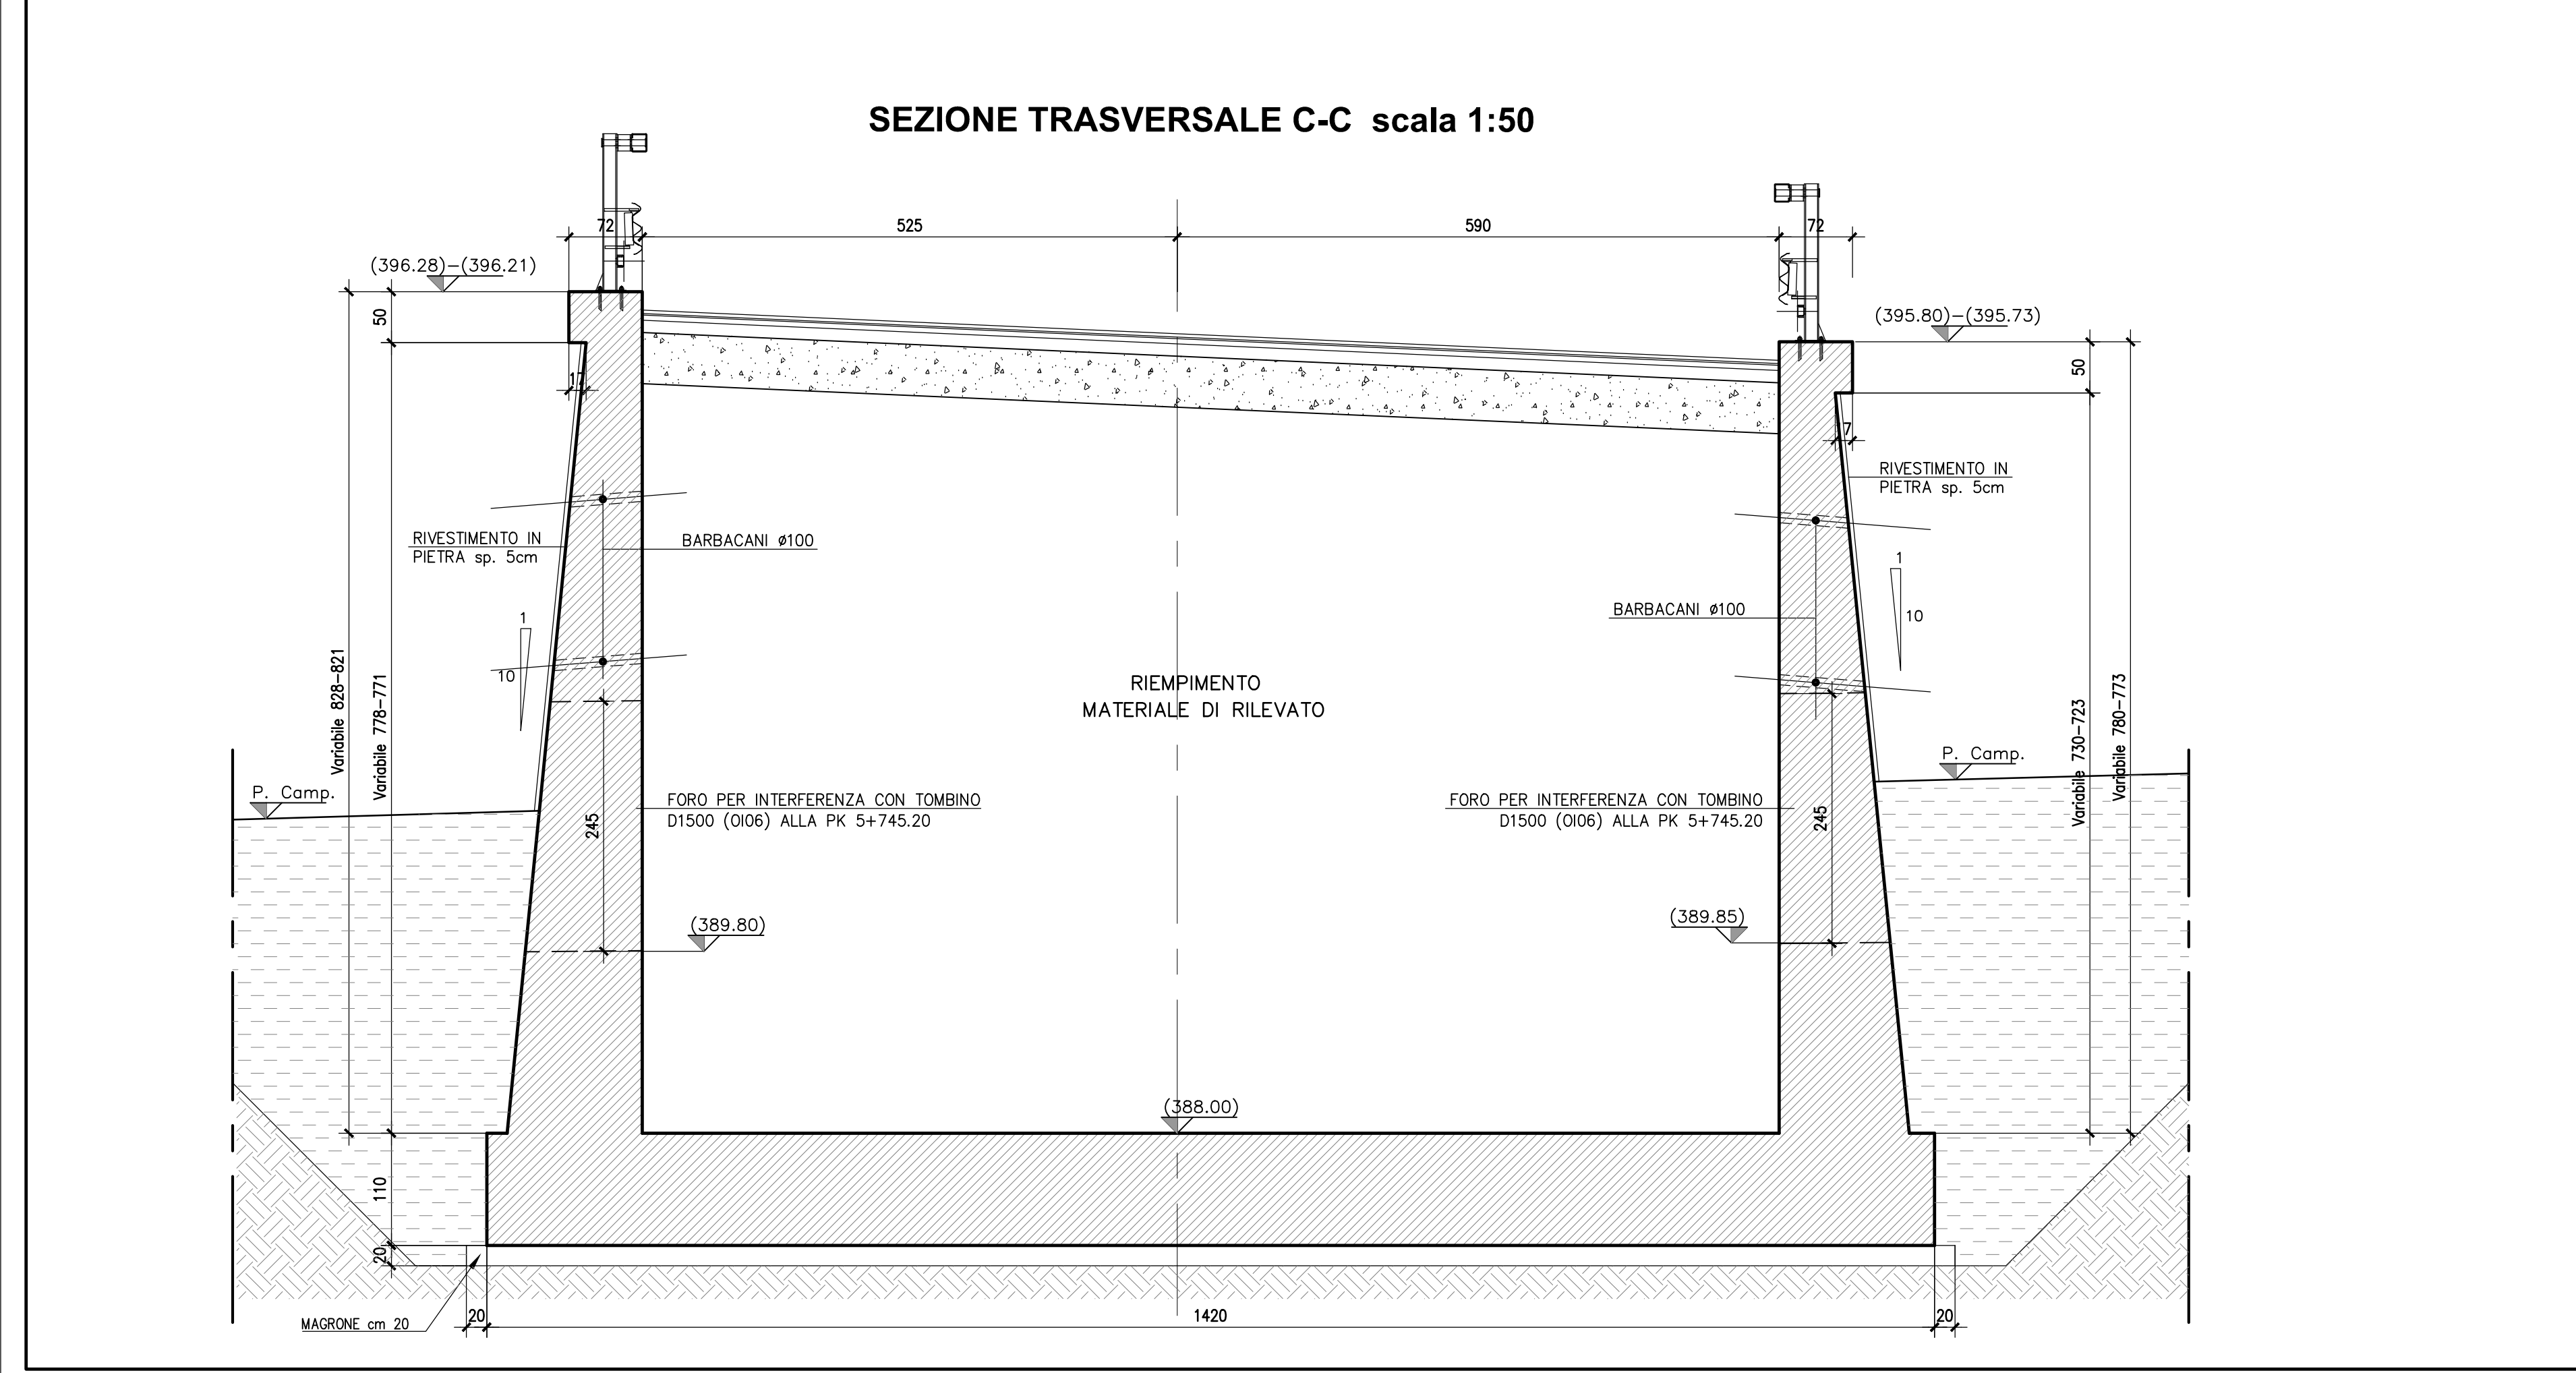 SEZIONE TRASVERSALE C-C scala 1:50
72
525
590
72
(396.28)-(396.21)
(395.80)-(395.73)
50
50
17
7
RIVESTIMENTO IN
PIETRA sp. 5cm
RIVESTIMENTO IN
PIETRA sp. 5cm
BARBACANI ø100
BARBACANI ø100
1
10
1
10
Variabile 828-821
Variabile 778-771
RIEMPIMENTO
MATERIALE DI RILEVATO
Variabile 730-723
Variabile 780-773
P. Camp.
P. Camp.
FORO PER INTERFERENZA CON TOMBINO
D1500 (OI06) ALLA PK 5+745.20
FORO PER INTERFERENZA CON TOMBINO
D1500 (OI06) ALLA PK 5+745.20
245
245
(389.80)
(389.85)
(388.00)
110
20
MAGRONE cm 20
20
1420
20